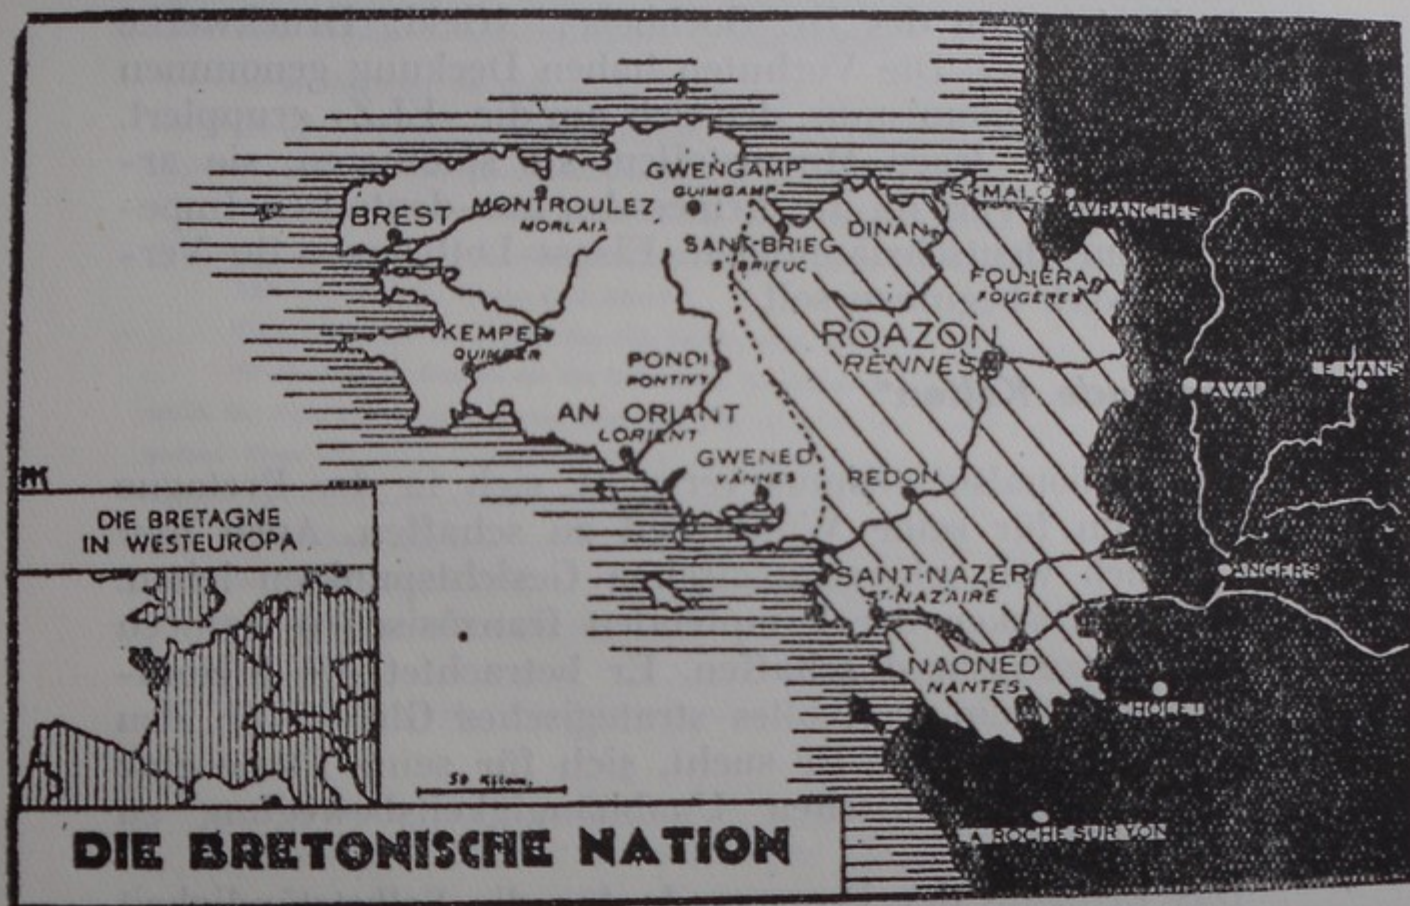 GWENGAMP
GUIMGAMP
MONTROULEZ
MORLAIX
BREST
ST MALO
AVRANCHES
SANT-BRIEG
ST BRIEUC
DINAN
FOUJERA
FOUGÈRES
KEMPER
QUIMPER
ROAZON
RENNES
PONDI
PONTIVY
LAVAL
LE MANS
AN ORIANT
LORIENT
GWENED
VANNES
REDON
DIE BRETAGNE
IN WESTEUROPA
SANT-NAZER
ST-NAZAIRE
ANGERS
NAONED
NANTES
CHOLET
50 Kilom.
LA ROCHE SUR YON
DIE BRETONISCHE NATION